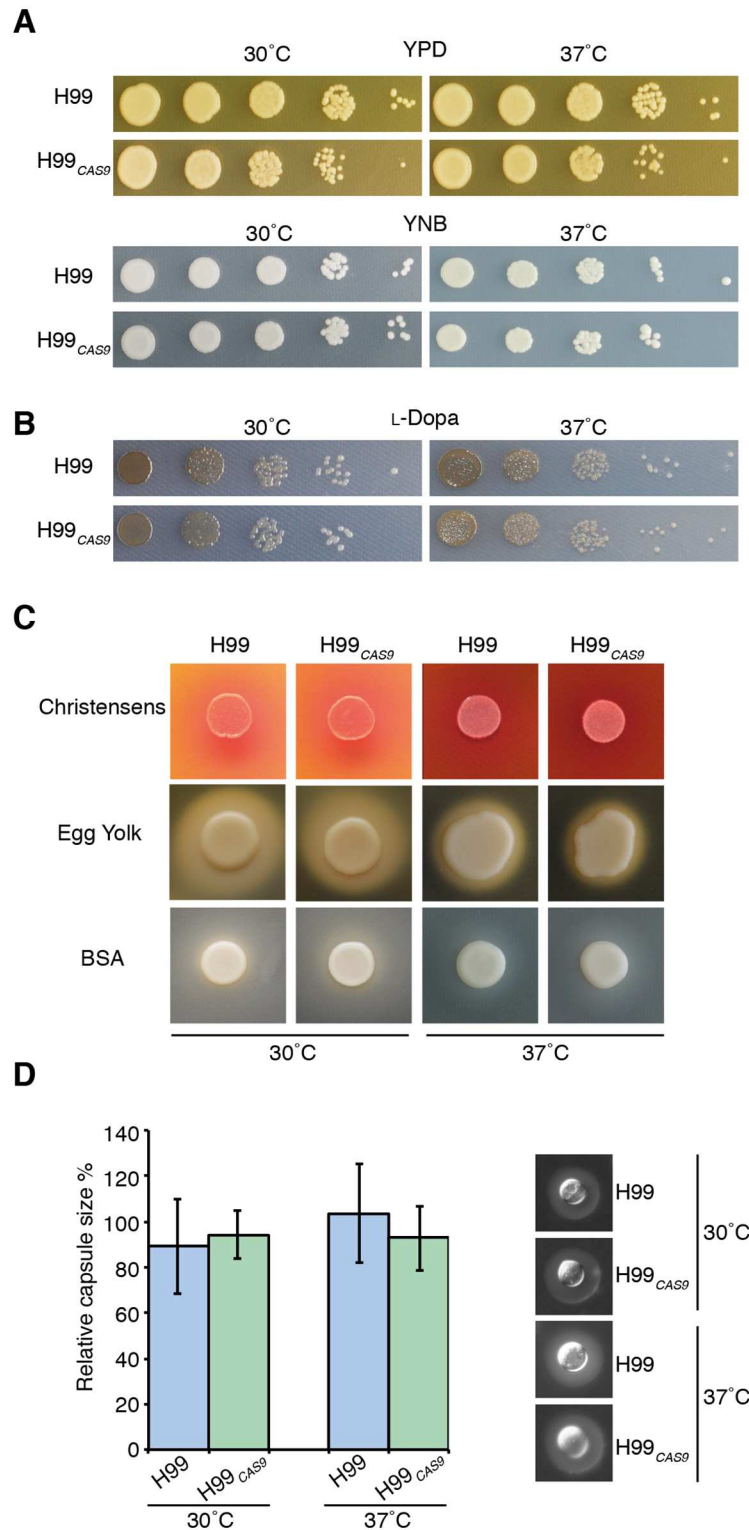 A
30°C YPD 37°C
H99
H99CAS9
30°C YNB 37°C
H99
H99CAS9
B
30°C L-Dopa 37°C
H99
H99CAS9
C
H99 H99CAS9 H99 H99CAS9
Christensens
Egg Yolk
BSA
30°C 37°C
D
Relative capsule size %
140
120
100
80
60
40
20
0
H99 H99CAS9 H99 H99CAS9
30°C 37°C
H99
H99CAS9
30°C
H99
H99CAS9
37°C